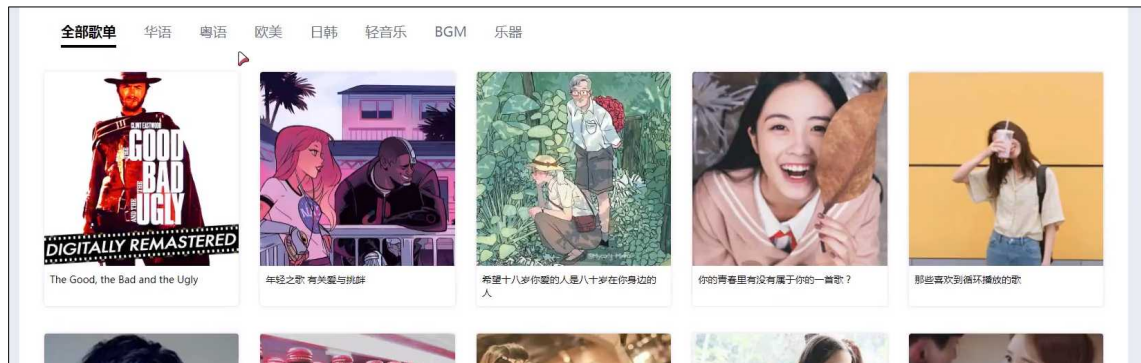 全部歌单 华语 粤语 欧美 日韩 轻音乐 BGM 乐器
CLINT EASTWOOD
THE
GOOD
THE
BAD
AND THE
UGLY
DIGITALLY REMASTERED
The Good, the Bad and the Ugly
年轻之歌 有关爱与挑衅
希望十八岁你爱的人是八十岁在你身边的
人
你的青春里有没有属于你的一首歌？
那些喜欢到循环播放的歌